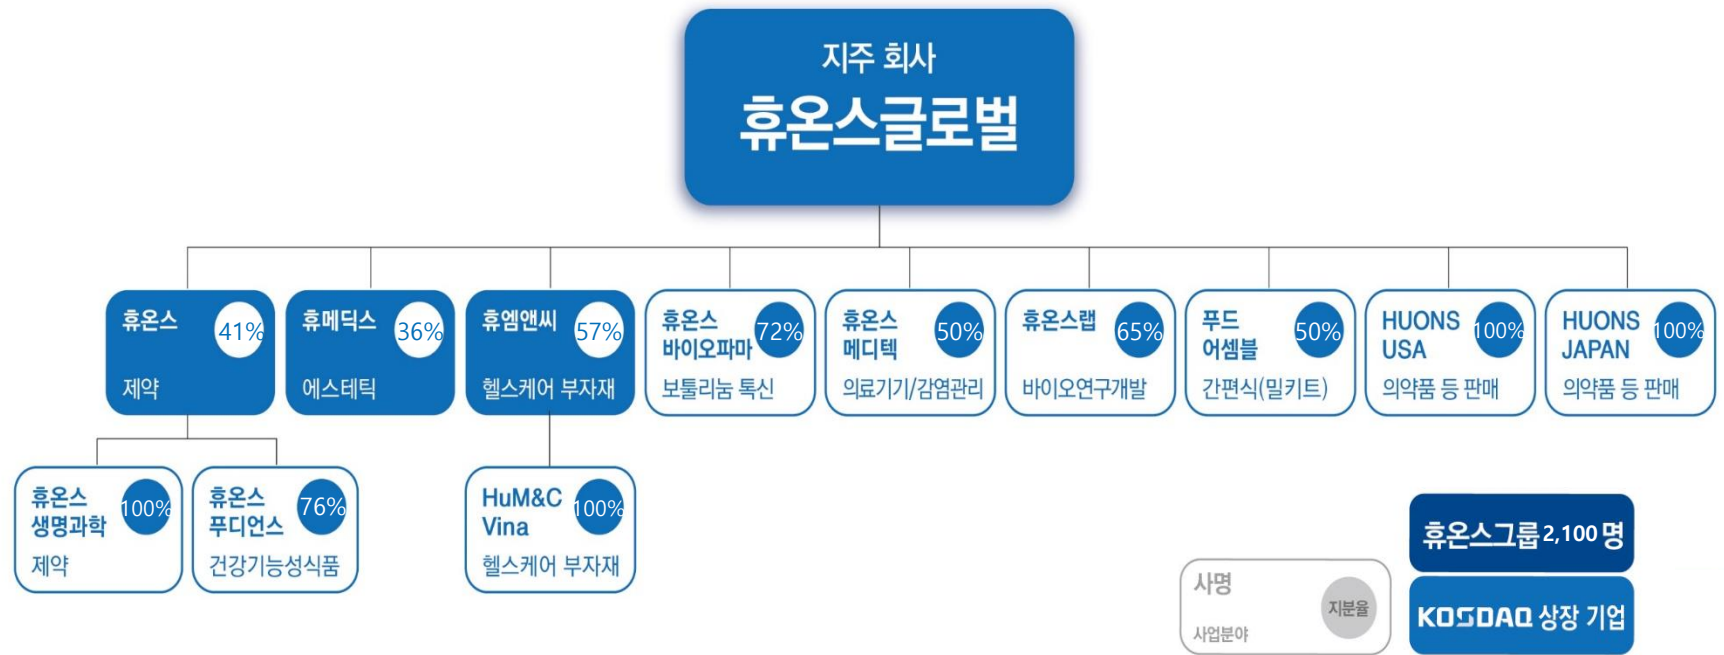 지주 회사
휴온스글로벌
휴온스
41%
제약
휴메딕스
36%
에스테틱
휴엠앤씨
57%
헬스케어 부자재
휴온스
바이오파마
72%
보툴리눔 톡신
휴온스
메디텍
50%
의료기기/감염관리
휴온스랩
65%
바이오연구개발
푸드
어셈블
50%
간편식(밀키트)
HUONS
USA
100%
의약품 등 판매
HUONS
JAPAN
100%
의약품 등 판매
휴온스
생명과학
100%
제약
휴온스
푸디언스
76%
건강기능성식품
HuM&C
Vina
100%
헬스케어 부자재
사명
지분율
사업분야
휴온스그룹 2,100 명
KOSDAQ 상장 기업